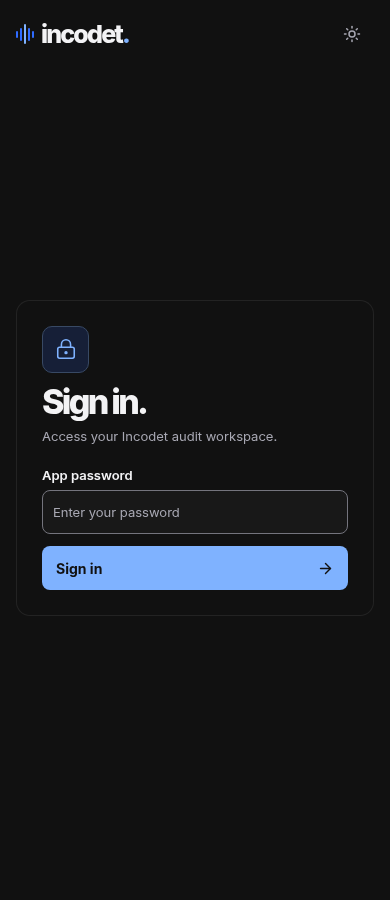 incodet.
Sign in.
Access your Incodet audit workspace.
App password
Enter your password
Sign in